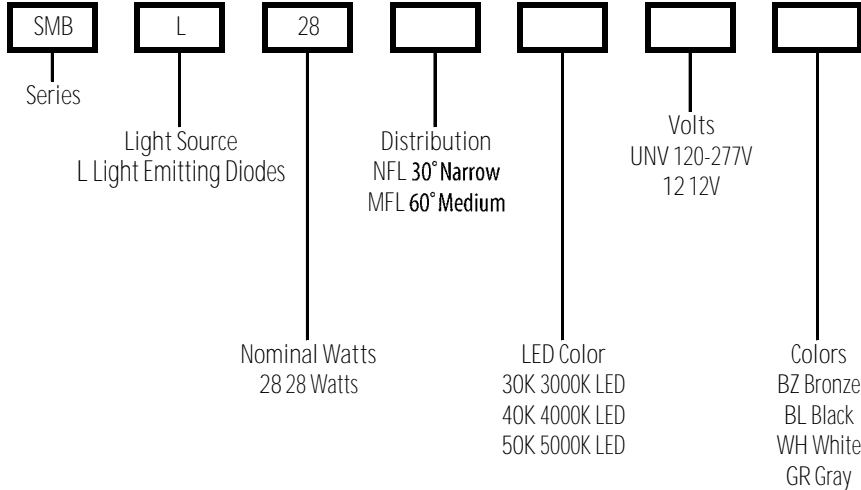 SMB
L
28
Series
Light Source
L Light Emitting Diodes
Distribution
NFL 30° Narrow
MFL 60° Medium
Volts
UNV 120-277V
12 12V
Nominal Watts
28 28 Watts
LED Color
30K 3000K LED
40K 4000K LED
50K 5000K LED
Colors
BZ Bronze
BL Black
WH White
GR Gray